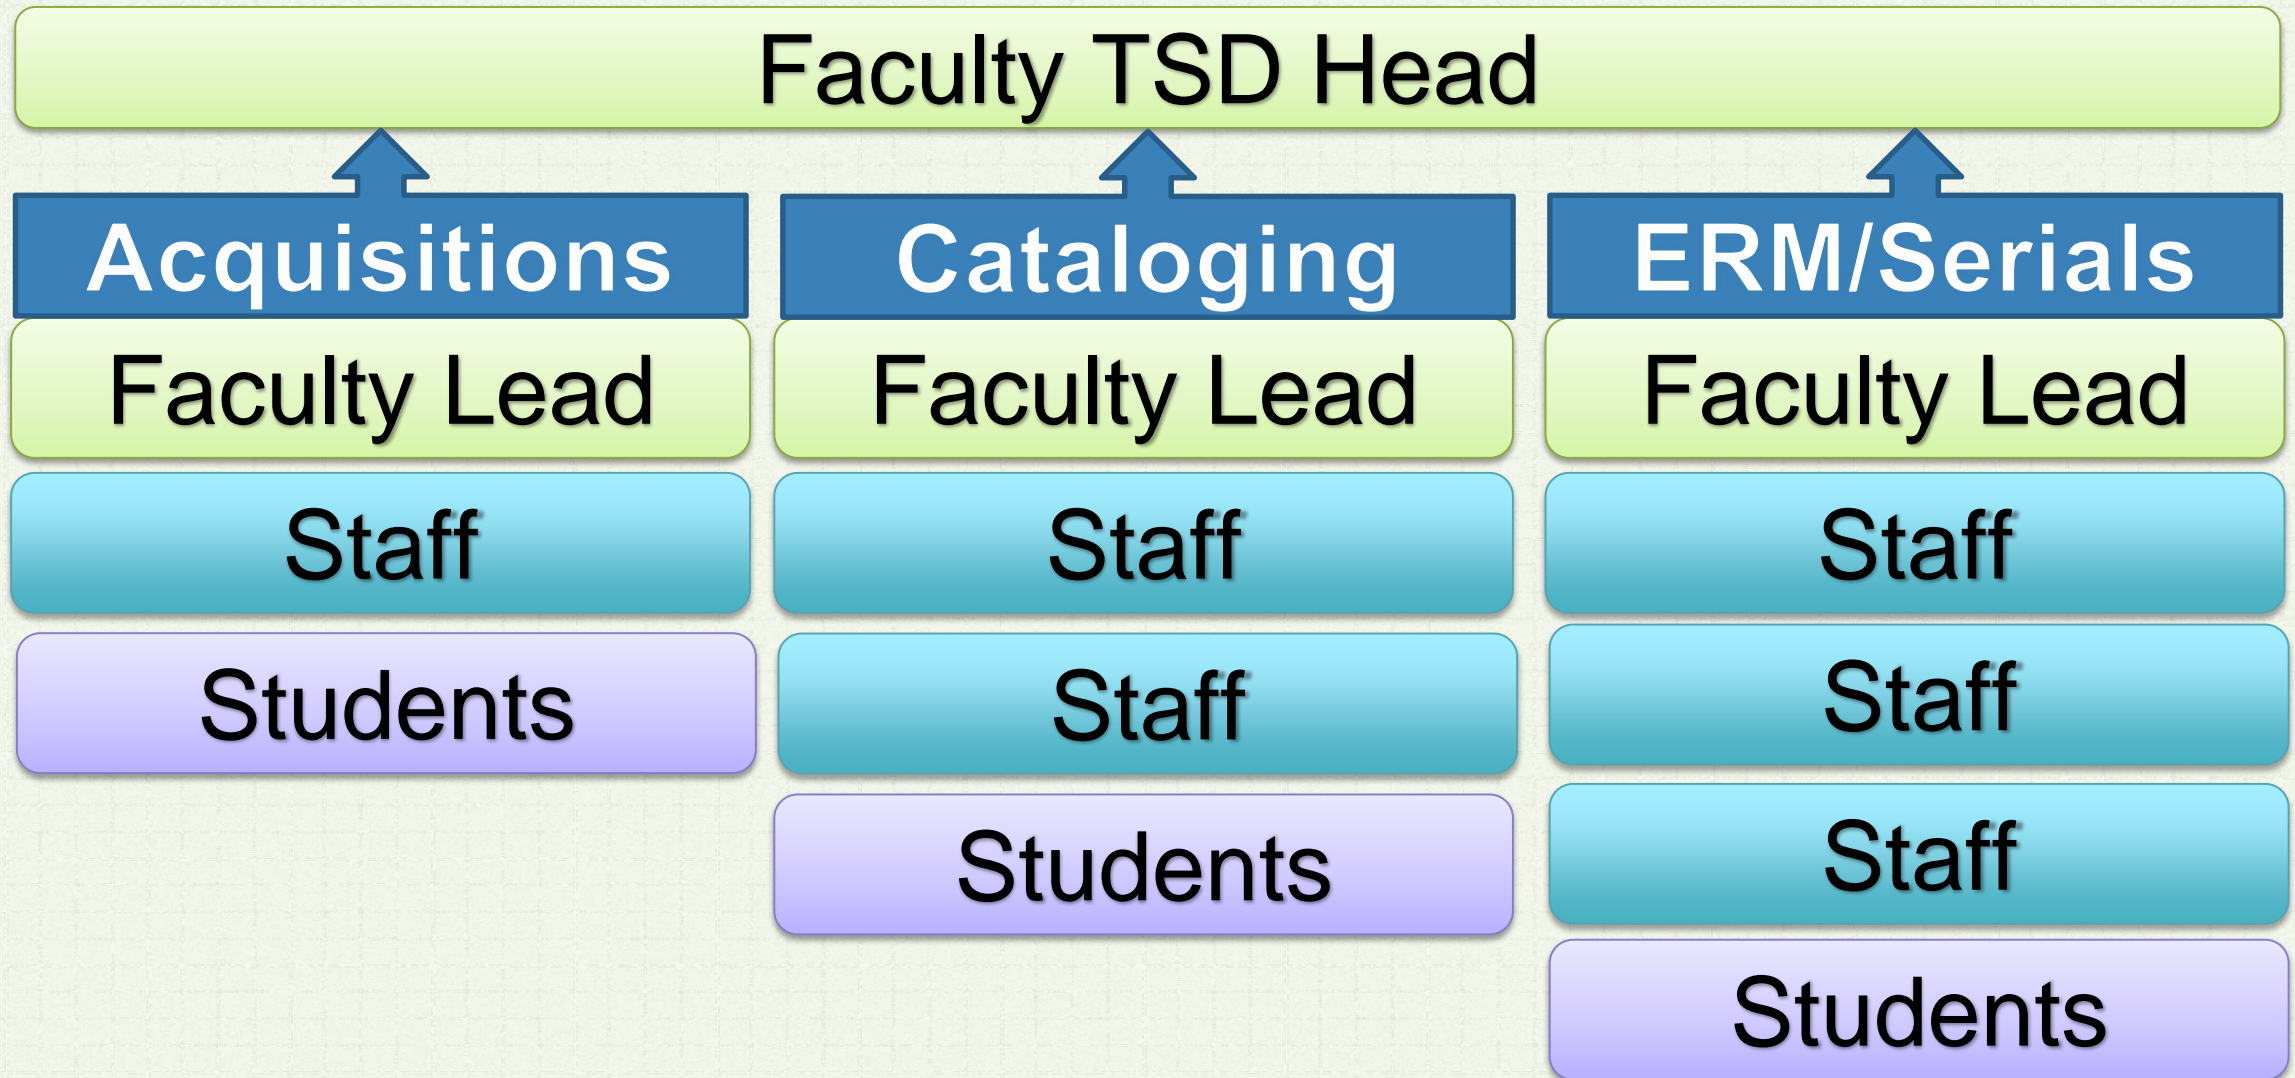 Faculty TSD Head
Acquisitions
Faculty Lead
Staff
Students
Cataloging
Faculty Lead
Staff
Staff
Students
ERM/Serials
Faculty Lead
Staff
Staff
Staff
Students